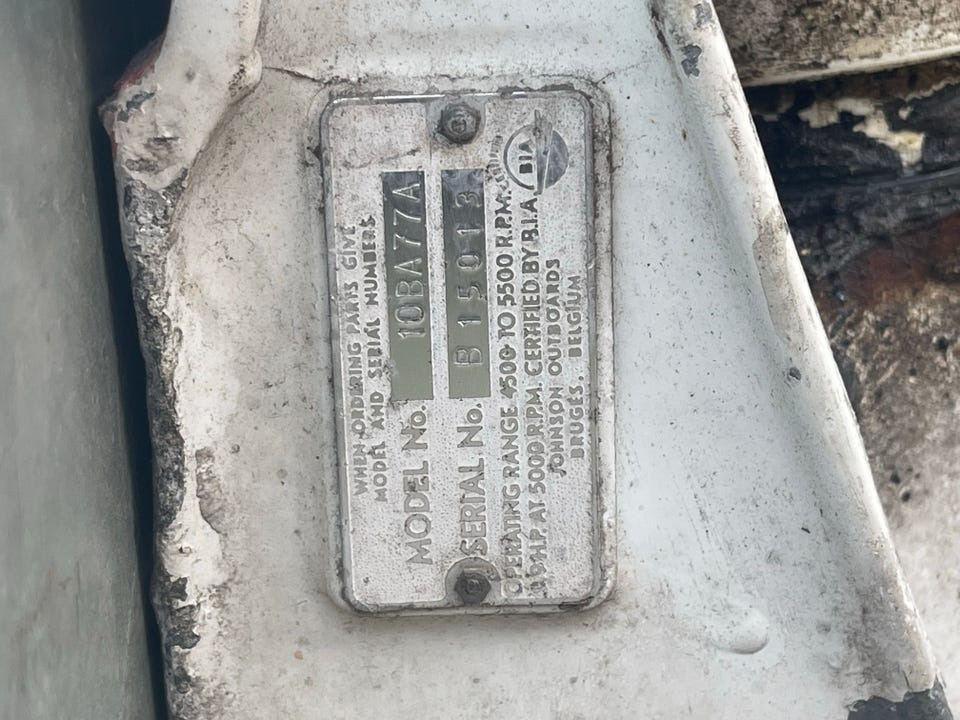 WHEN ORDERING PARTS GIVE
MODEL AND SERIAL NUMBERS
MODEL No. 10BA77A
SERIAL No. B 15013
OPERATING RANGE 4500 TO 5500 R.P.M.
H.P. AT 5000 R.P.M. CERTIFIED BY B.I.A.
JOHNSON OUTBOARDS
BRUGES, BELGIUM
BIA